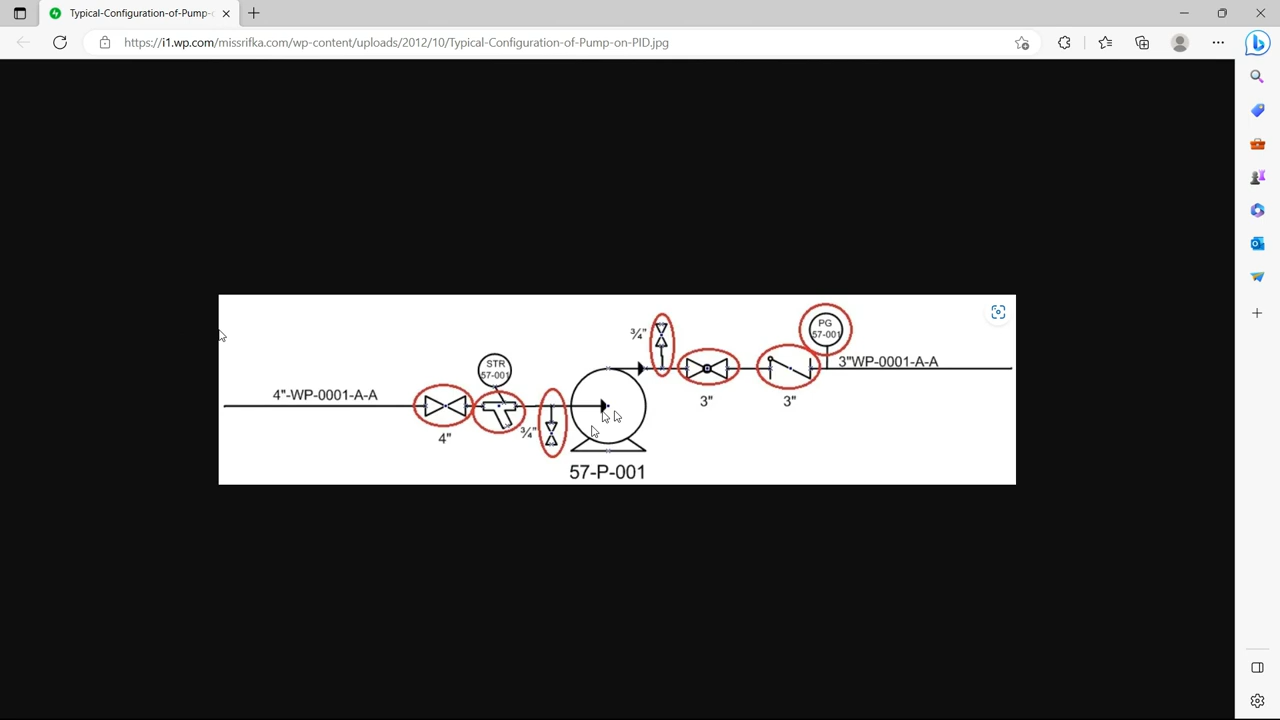 Typical-Configuration-of-Pump-
https://i1.wp.com/missrifka.com/wp-content/uploads/2012/10/Typical-Configuration-of-Pump-on-PID.jpg
¾"
PG
57-001
3"WP-0001-A-A
STR
57-001
4"-WP-0001-A-A
3"
3"
¾"
4"
57-P-001